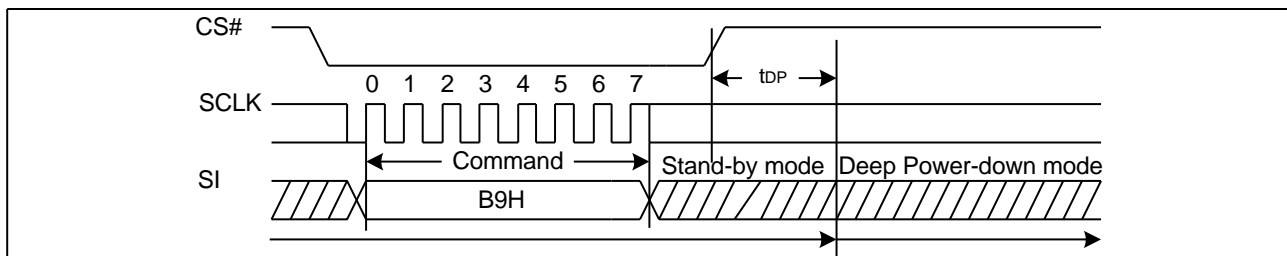 CS#
tDP
0 1 2 3 4 5 6 7
SCLK
Command
Stand-by mode Deep Power-down mode
SI
B9H